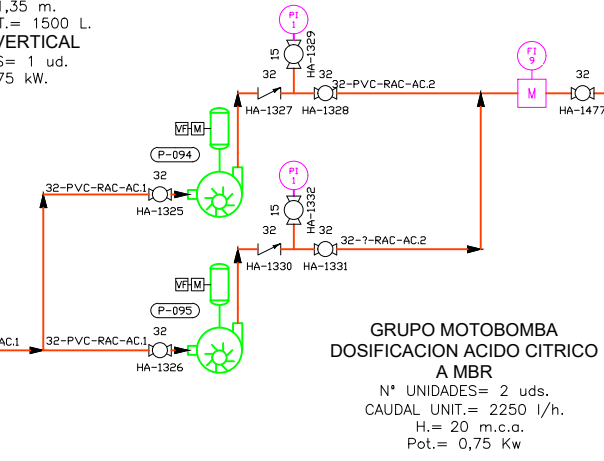 1,35 m.
T.= 1500 L.
VERTICAL
S= 1 ud.
75 kW.
PI
1
15
HA-1329
32
HA-1327
32
HA-1328
32-PVC-RAC-AC.2
FI
9
M
32
HA-1477
VF
M
P-094
32-PVC-RAC-AC.1
32
HA-1325
PI
1
15
HA-1332
32
HA-1330
32
HA-1331
32-?-RAC-AC.2
VF
M
P-095
AC.1
32-PVC-RAC-AC.1
32
HA-1326
GRUPO MOTOBOMBA
DOSIFICACION ACIDO CITRICO
A MBR
Nº UNIDADES= 2 uds.
CAUDAL UNIT.= 2250 l/h.
H.= 20 m.c.a.
Pot.= 0,75 Kw